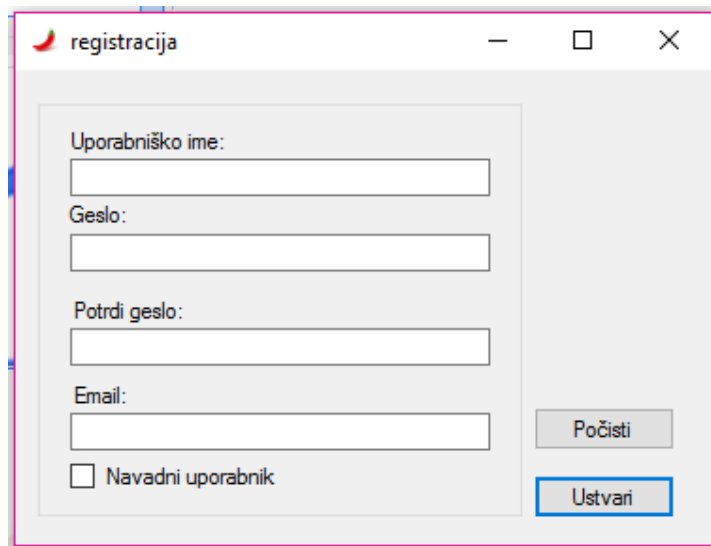 registracija
Uporabniško ime:
Geslo:
Potrdi geslo:
Email:
Navadni uporabnik
Počisti
Ustvari